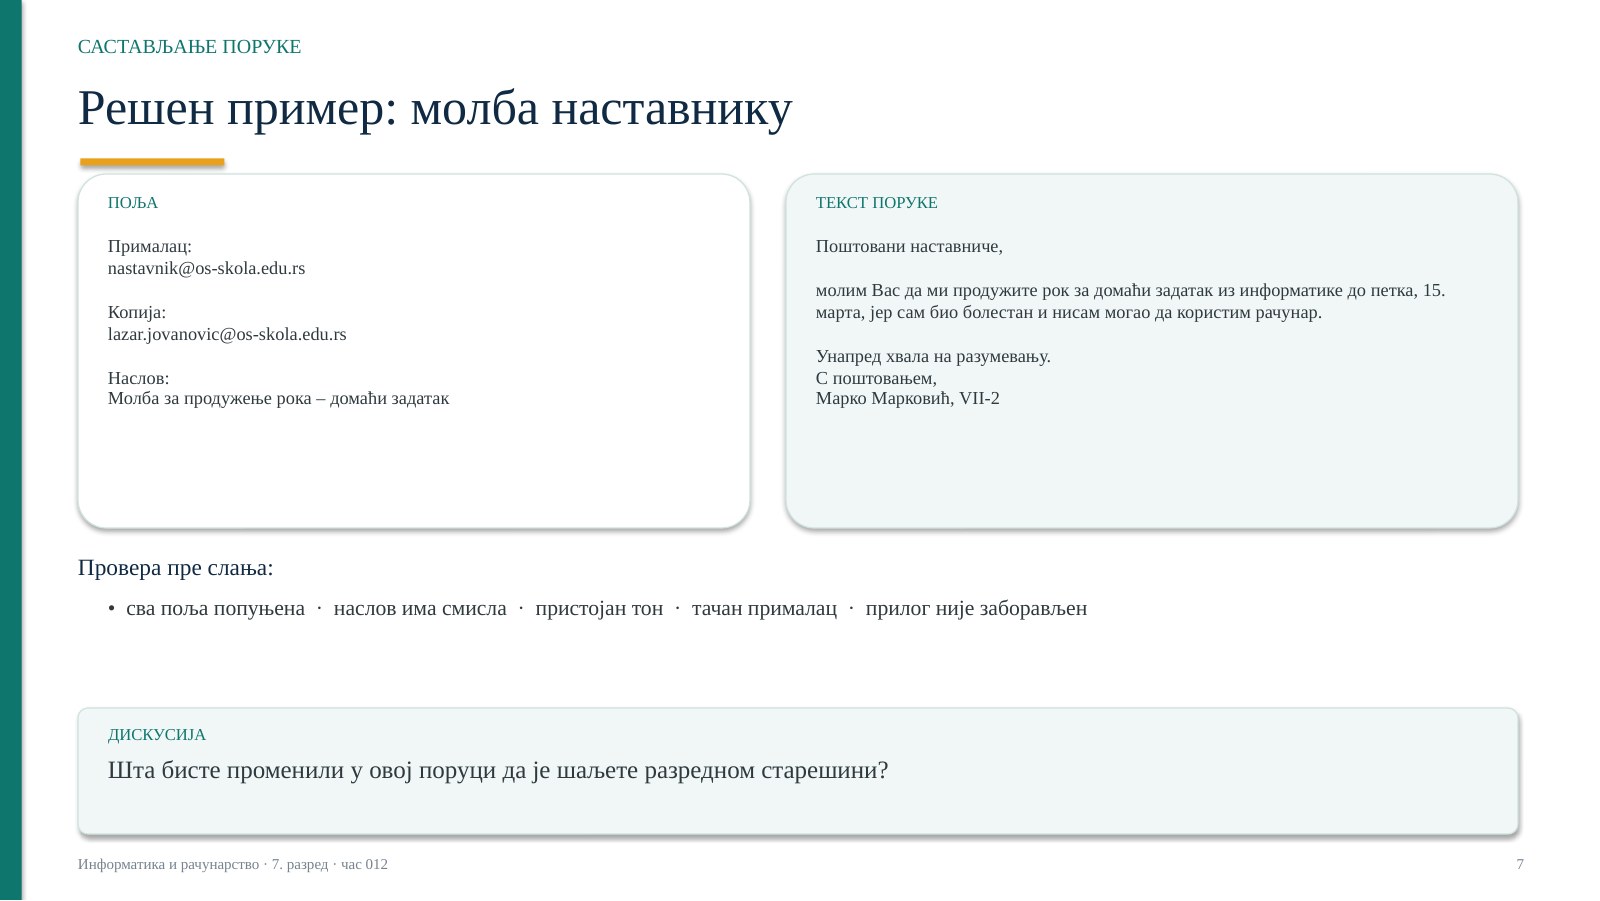 САСТАВЉАЊЕ ПОРУКЕ
Решен пример: молба наставнику
ПОЉА
Прималац:
nastavnik@os-skola.edu.rs
Копија:
lazar.jovanovic@os-skola.edu.rs
Наслов:
Молба за продужење рока – домаћи задатак
ТЕКСТ ПОРУКЕ
Поштовани наставниче,
молим Вас да ми продужите рок за домаћи задатак из информатике до петка, 15.
марта, јер сам био болестан и нисам могао да користим рачунар.
Унапред хвала на разумевању.
С поштовањем,
Марко Марковић, VII-2
Провера пре слања:
• сва поља попуњена · наслов има смисла · пристојан тон · тачан прималац · прилог није заборављен
ДИСКУСИЈА
Шта бисте променили у овој поруци да је шаљете разредном старешини?
Информатика и рачунарство · 7. разред · час 012
7